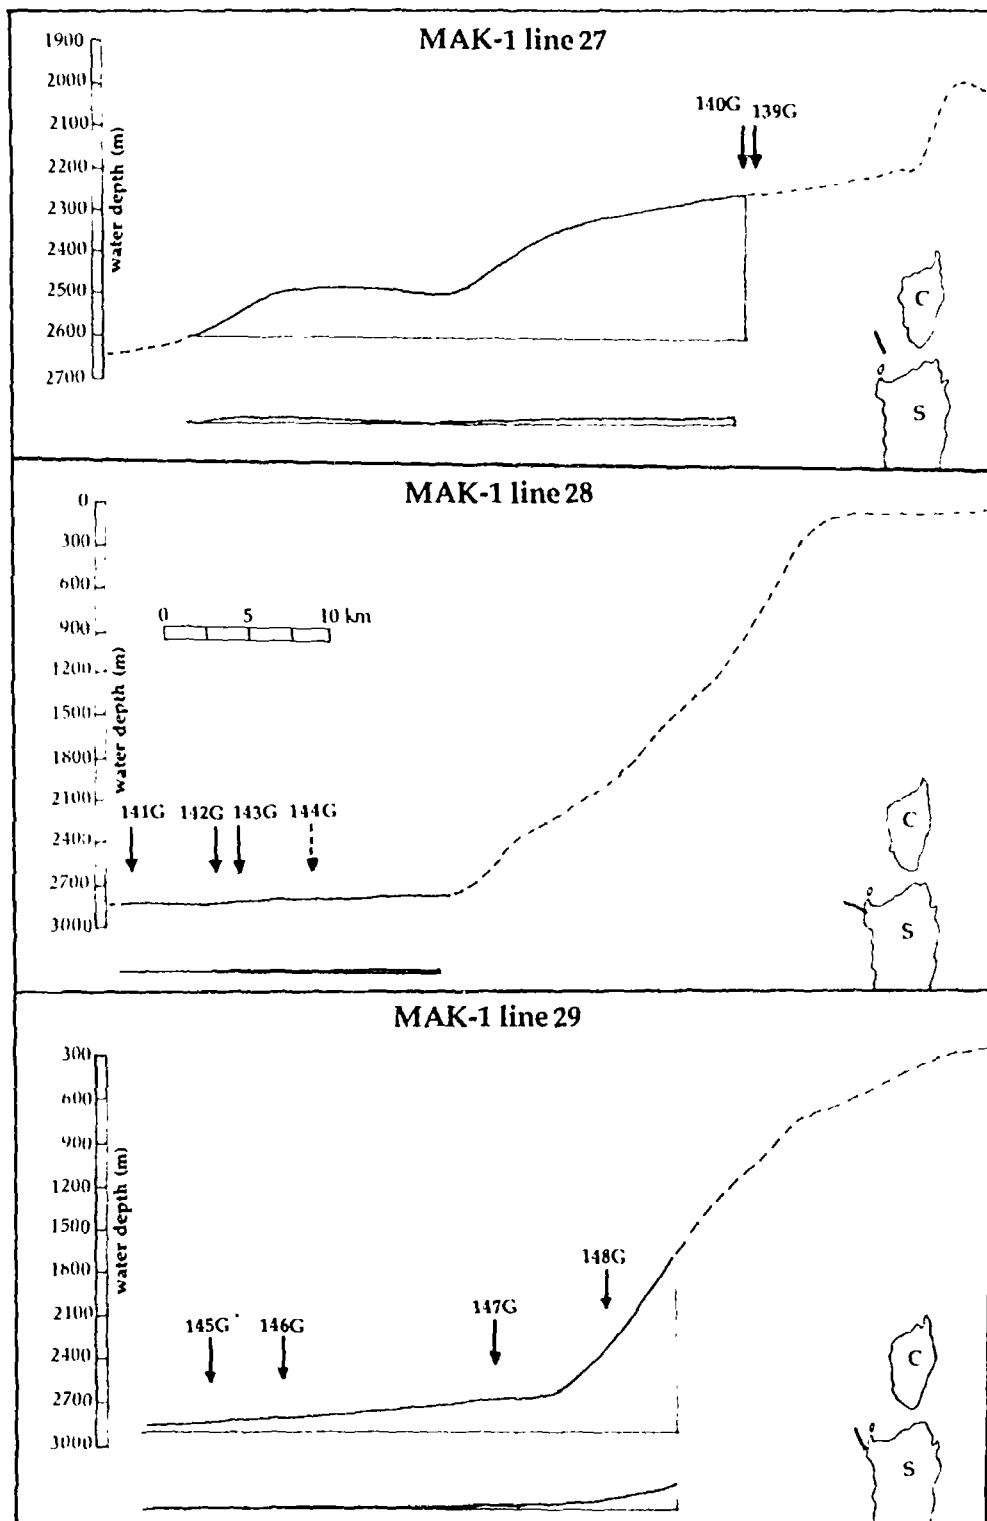 MAK-1 line 27
1900
2000
2100
2200
2300
2400
2500
2600
2700
water depth (m)
140G 139G
C
S
MAK-1 line 28
0
300
600
900
1200
1500
1800
2100
2400
2700
3000
water depth (m)
0 5 10 km
141G 142G 143G 144G
C
S
MAK-1 line 29
300
600
900
1200
1500
1800
2100
2400
2700
3000
water depth (m)
145G 146G 147G 148G
C
S